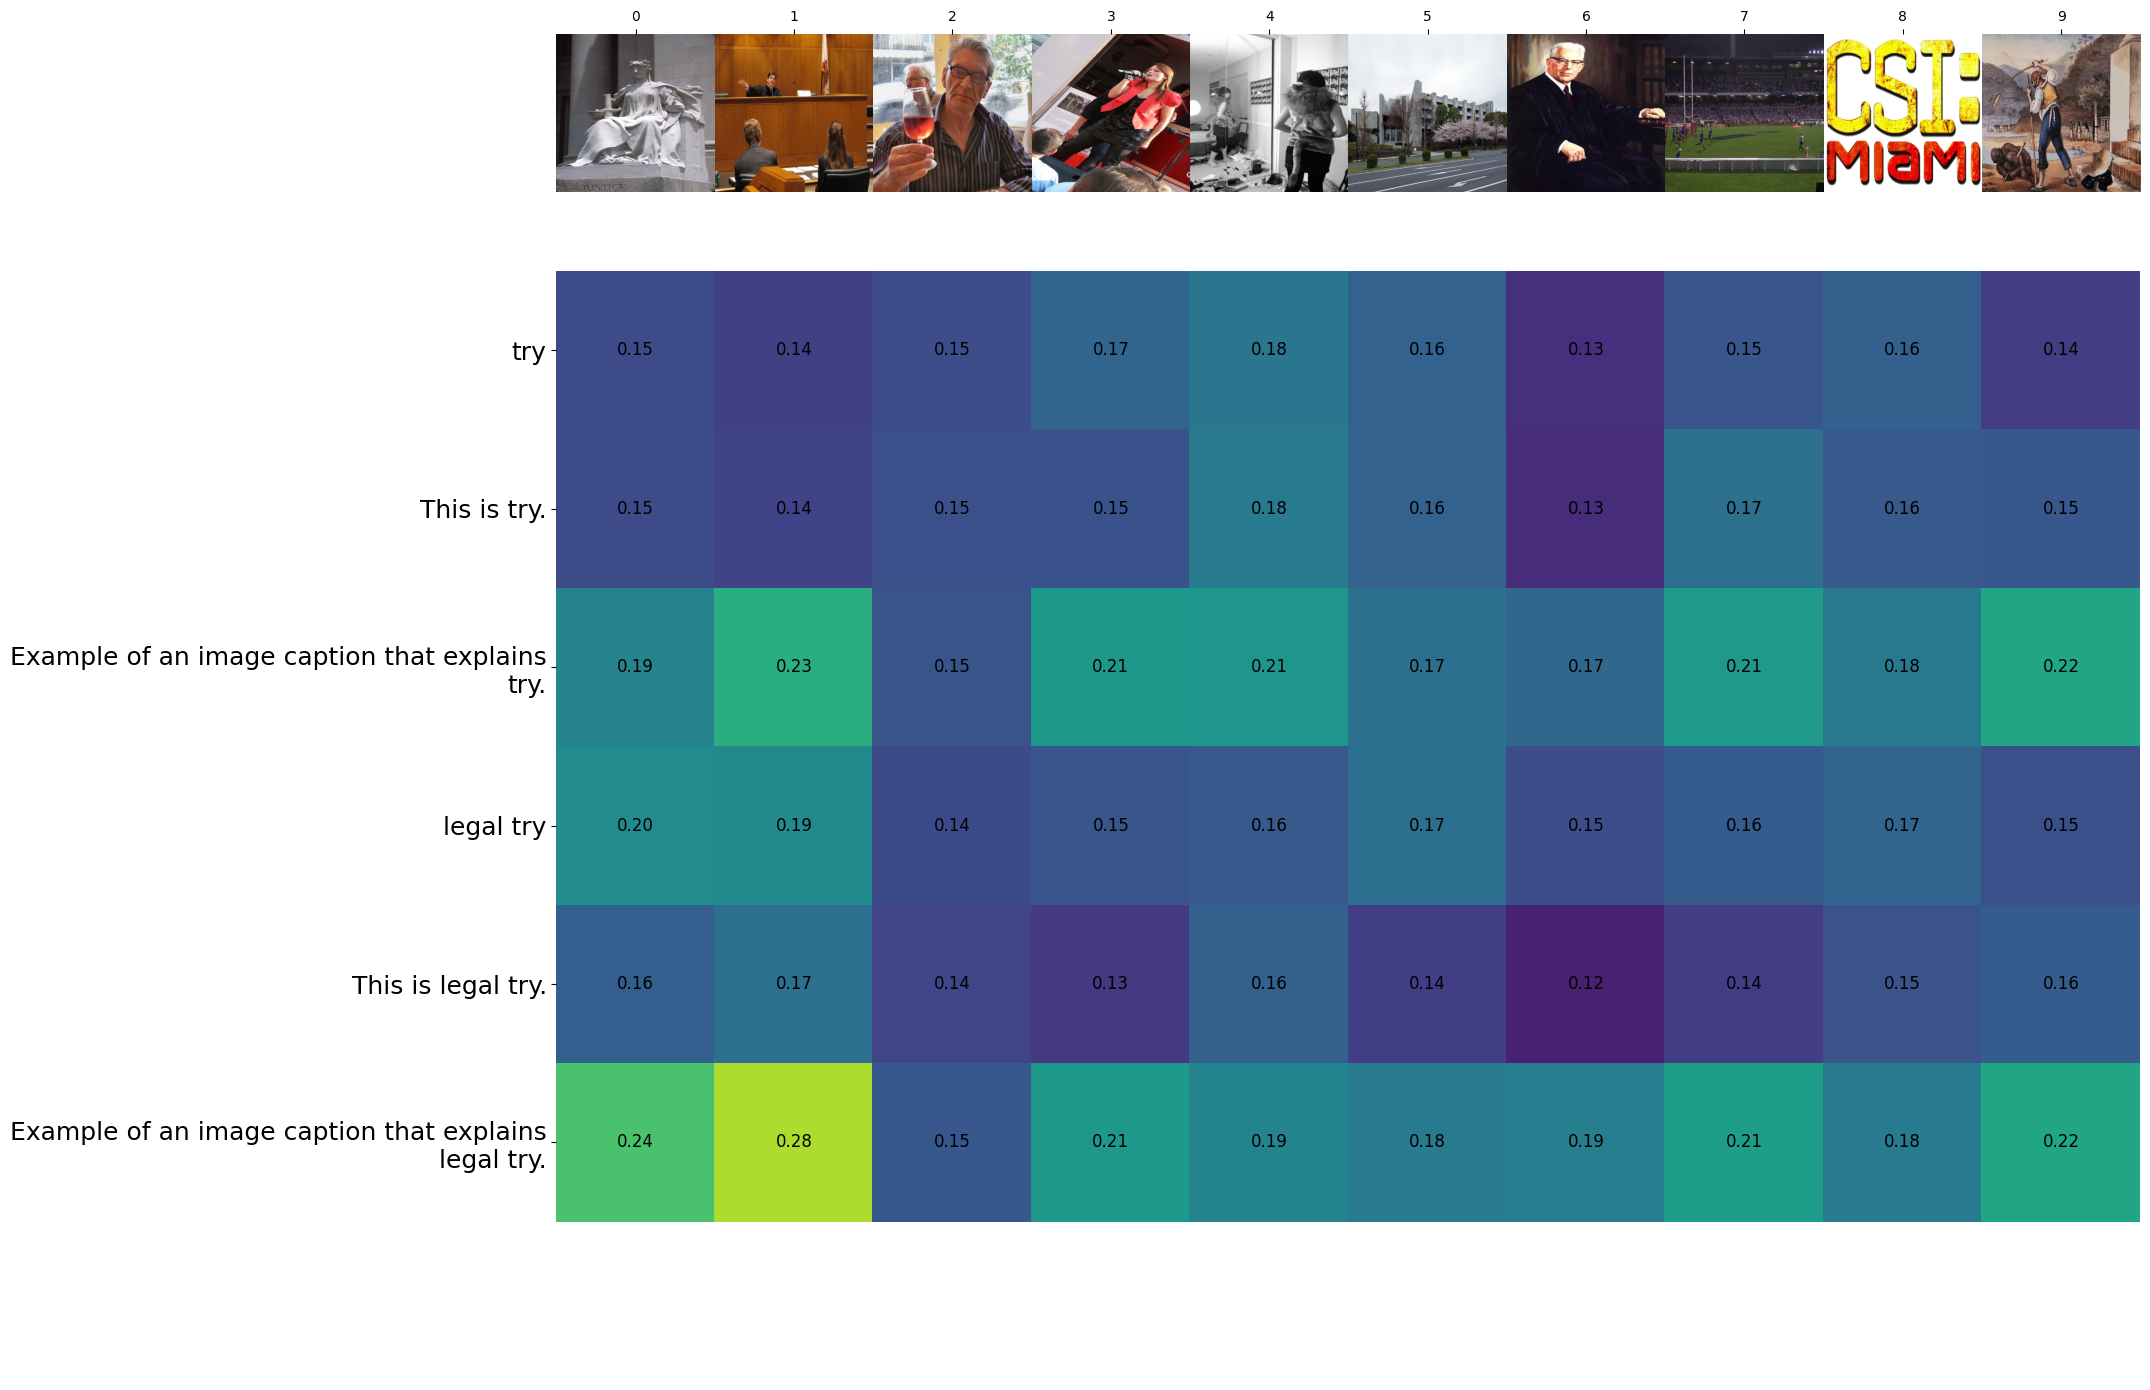 0 1 2 3 4 5 6 7 8 9
JUSTICE
CSI:
MIAMI
try 0.15 0.14 0.15 0.17 0.18 0.16 0.13 0.15 0.16 0.14
This is try. 0.15 0.14 0.15 0.15 0.18 0.16 0.13 0.17 0.16 0.15
Example of an image caption that explains
try. 0.19 0.23 0.15 0.21 0.21 0.17 0.17 0.21 0.18 0.22
legal try 0.20 0.19 0.14 0.15 0.16 0.17 0.15 0.16 0.17 0.15
This is legal try. 0.16 0.17 0.14 0.13 0.16 0.14 0.12 0.14 0.15 0.16
Example of an image caption that explains
legal try. 0.24 0.28 0.15 0.21 0.19 0.18 0.19 0.21 0.18 0.22